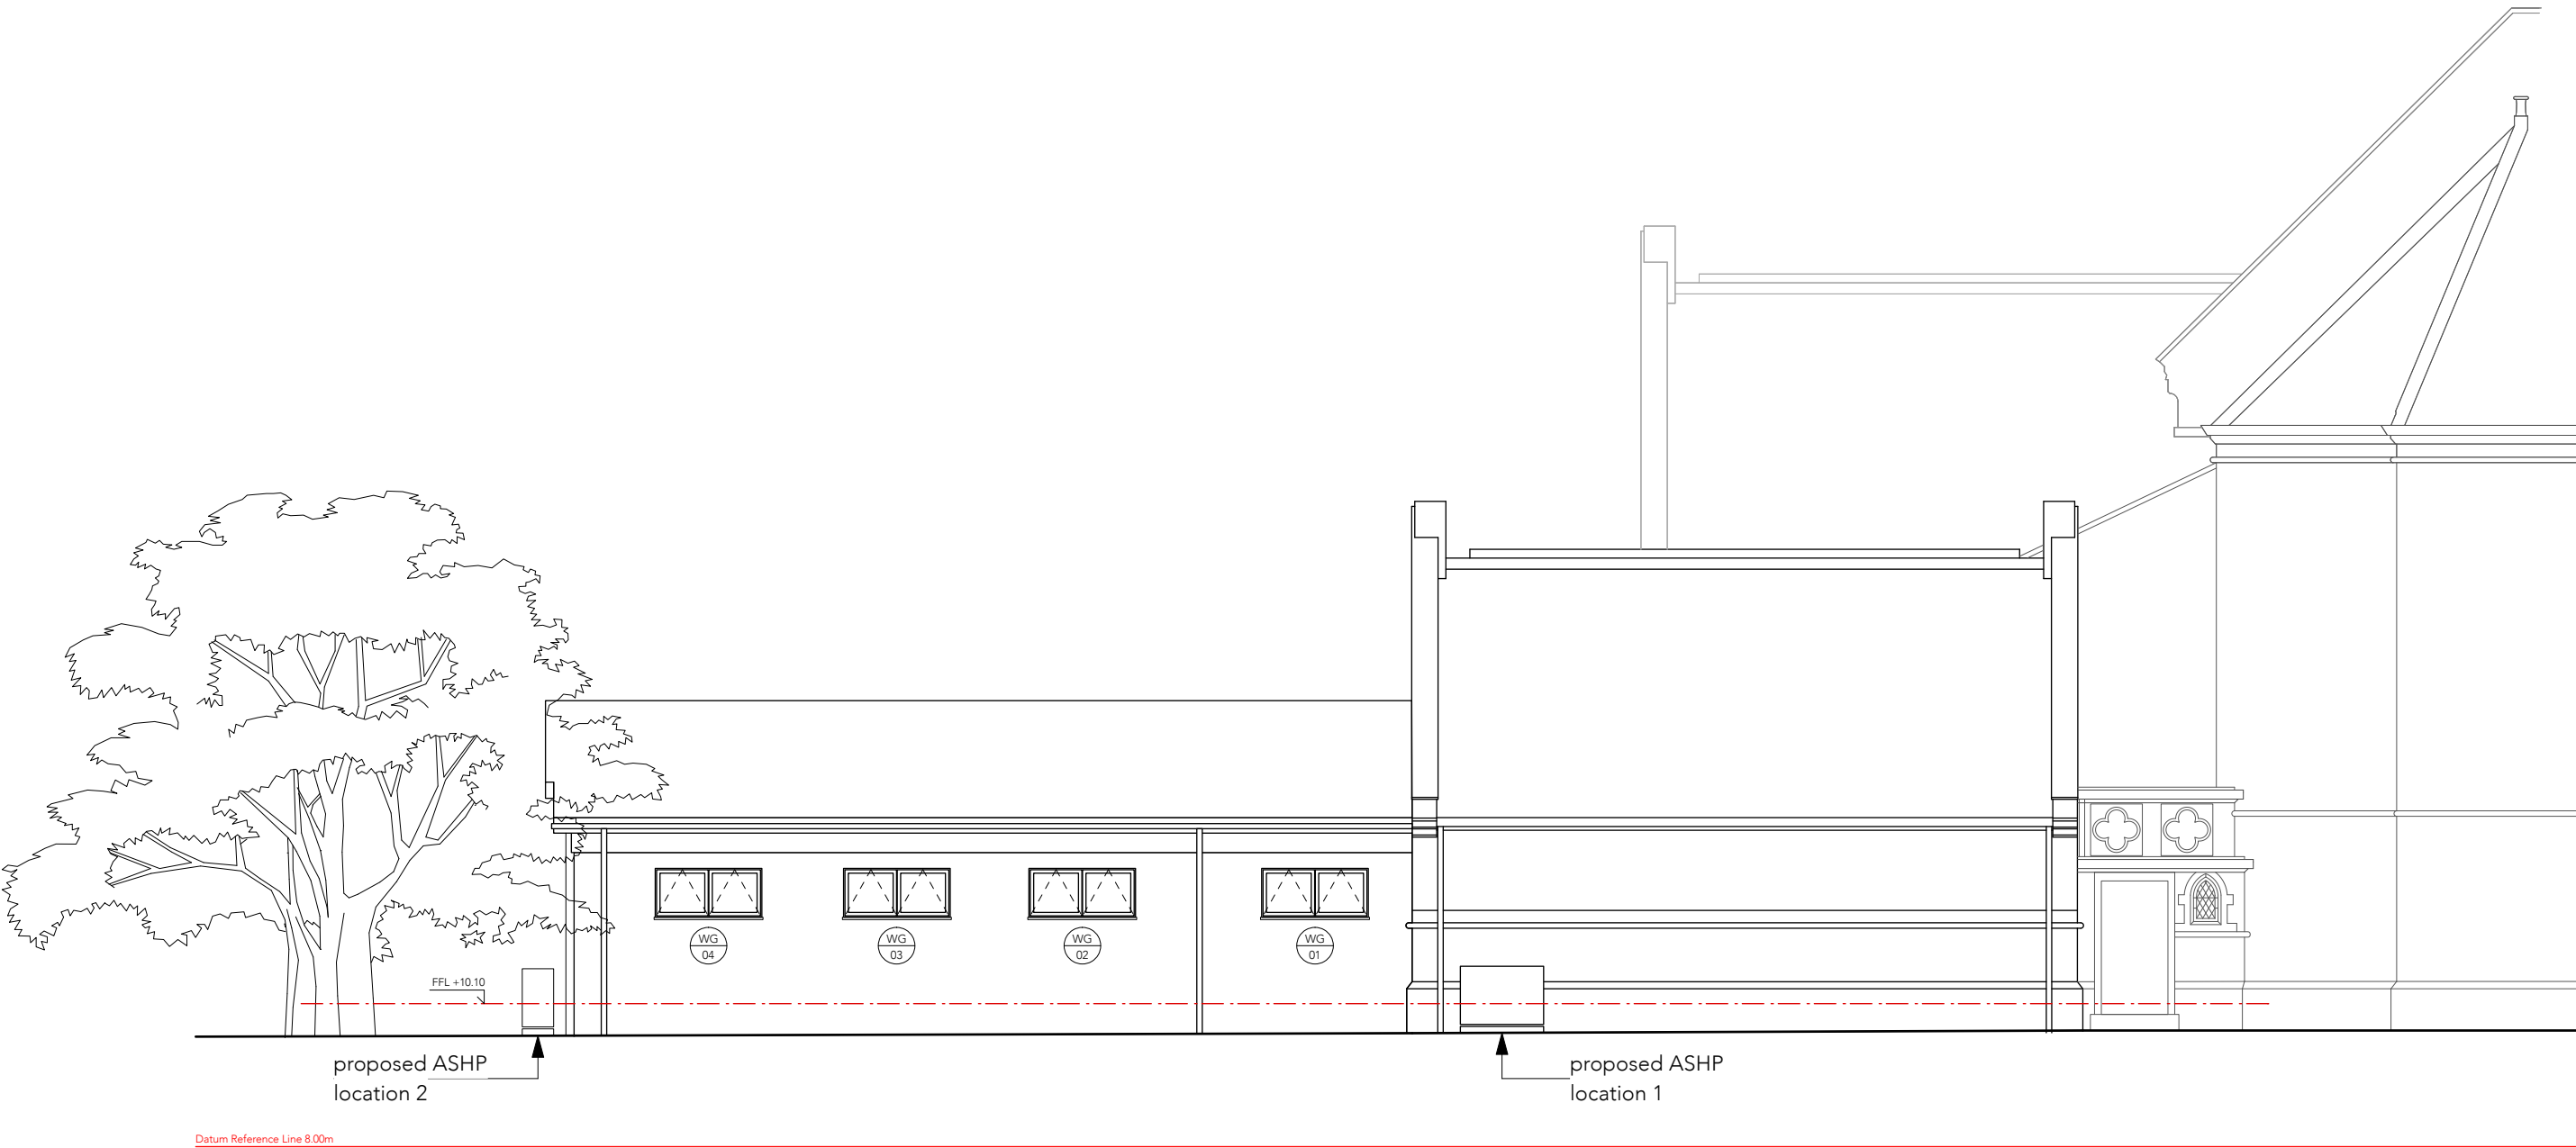 WG
04
WG
03
WG
02
WG
01
FFL +10.10
proposed ASHP
location 2
proposed ASHP
location 1
Datum Reference Line 8.00m